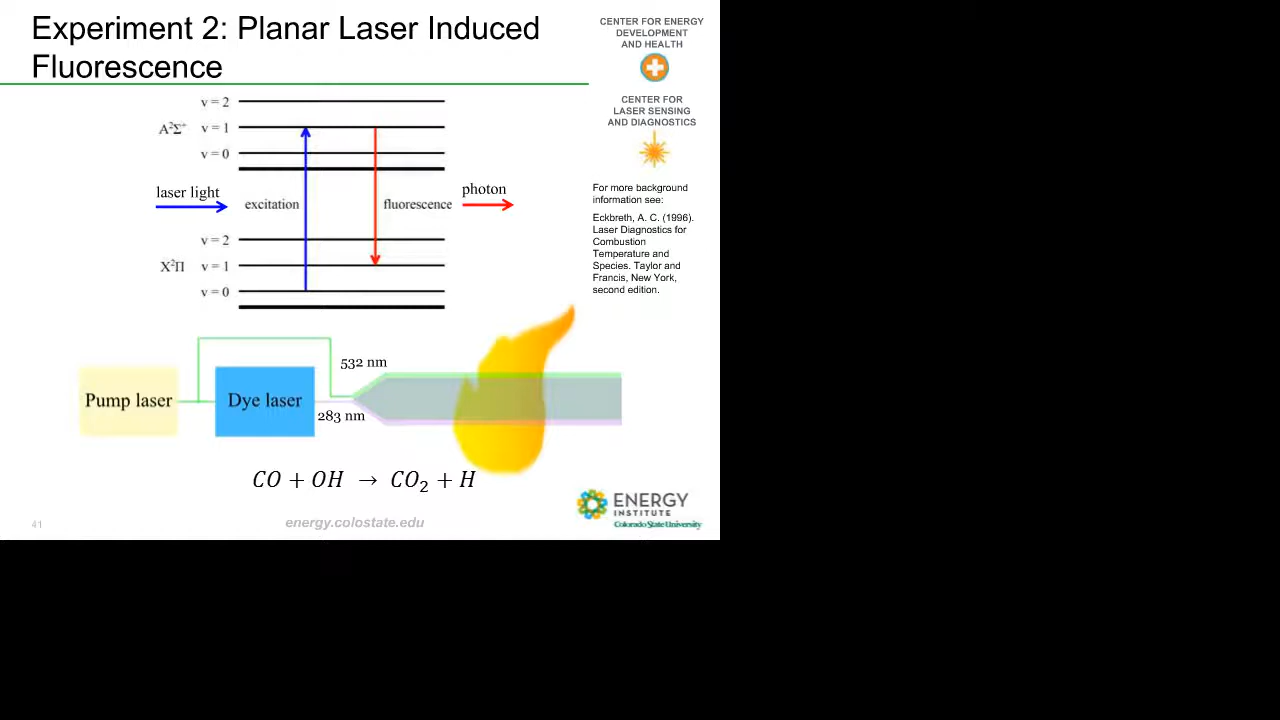 Experiment 2: Planar Laser Induced
Fluorescence
CENTER FOR ENERGY
DEVELOPMENT
AND HEALTH
CENTER FOR
LASER SENSING
AND DIAGNOSTICS
For more background
information see:
Eckbreth, A. C. (1996).
Laser Diagnostics for
Combustion
Temperature and
Species. Taylor and
Francis, New York,
second edition.
v = 2
A²Σ⁺ v = 1
v = 0
laser light
excitation
fluorescence
photon
v = 2
X²Π v = 1
v = 0
532 nm
Pump laser
Dye laser
283 nm
CO + OH → CO₂ + H
ENERGY
INSTITUTE
Colorado State University
41
energy.colostate.edu